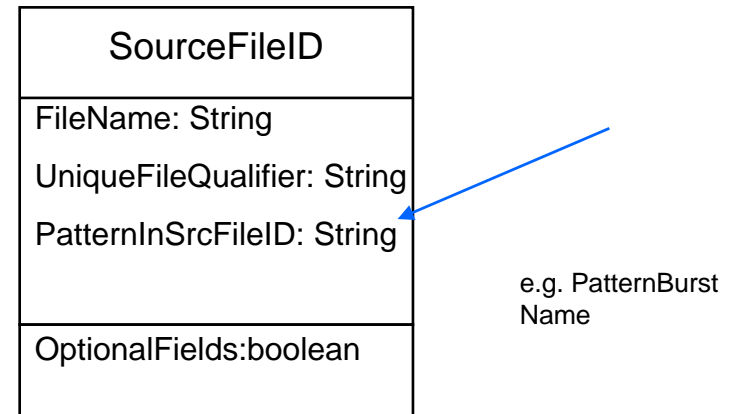 SourceFileID
FileName: String
UniqueFileQualifier: String
PatternInSrcFileID: String
e.g. PatternBurst
Name
OptionalFields:boolean